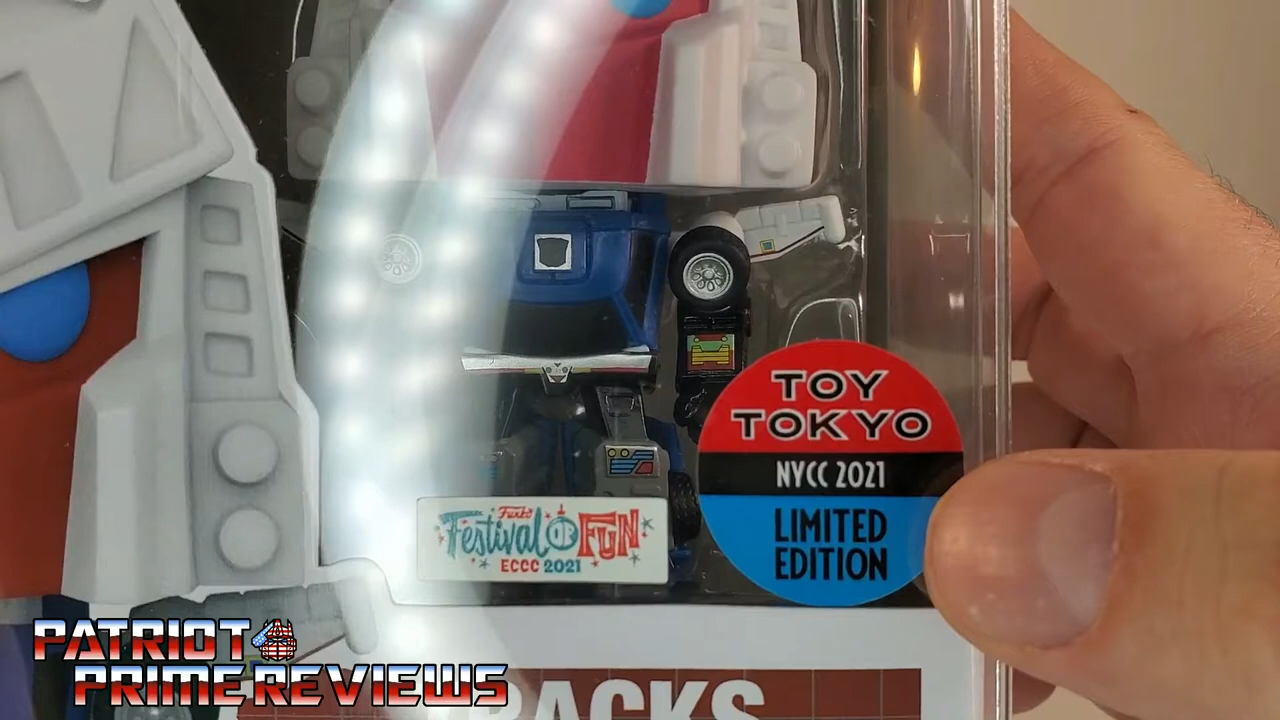 TOY
TOKYO
NYCC 2021
LIMITED
EDITION
Funko
Festival OF FUN
ECCC 2021
PATRIOT
PRIME REVIEWS